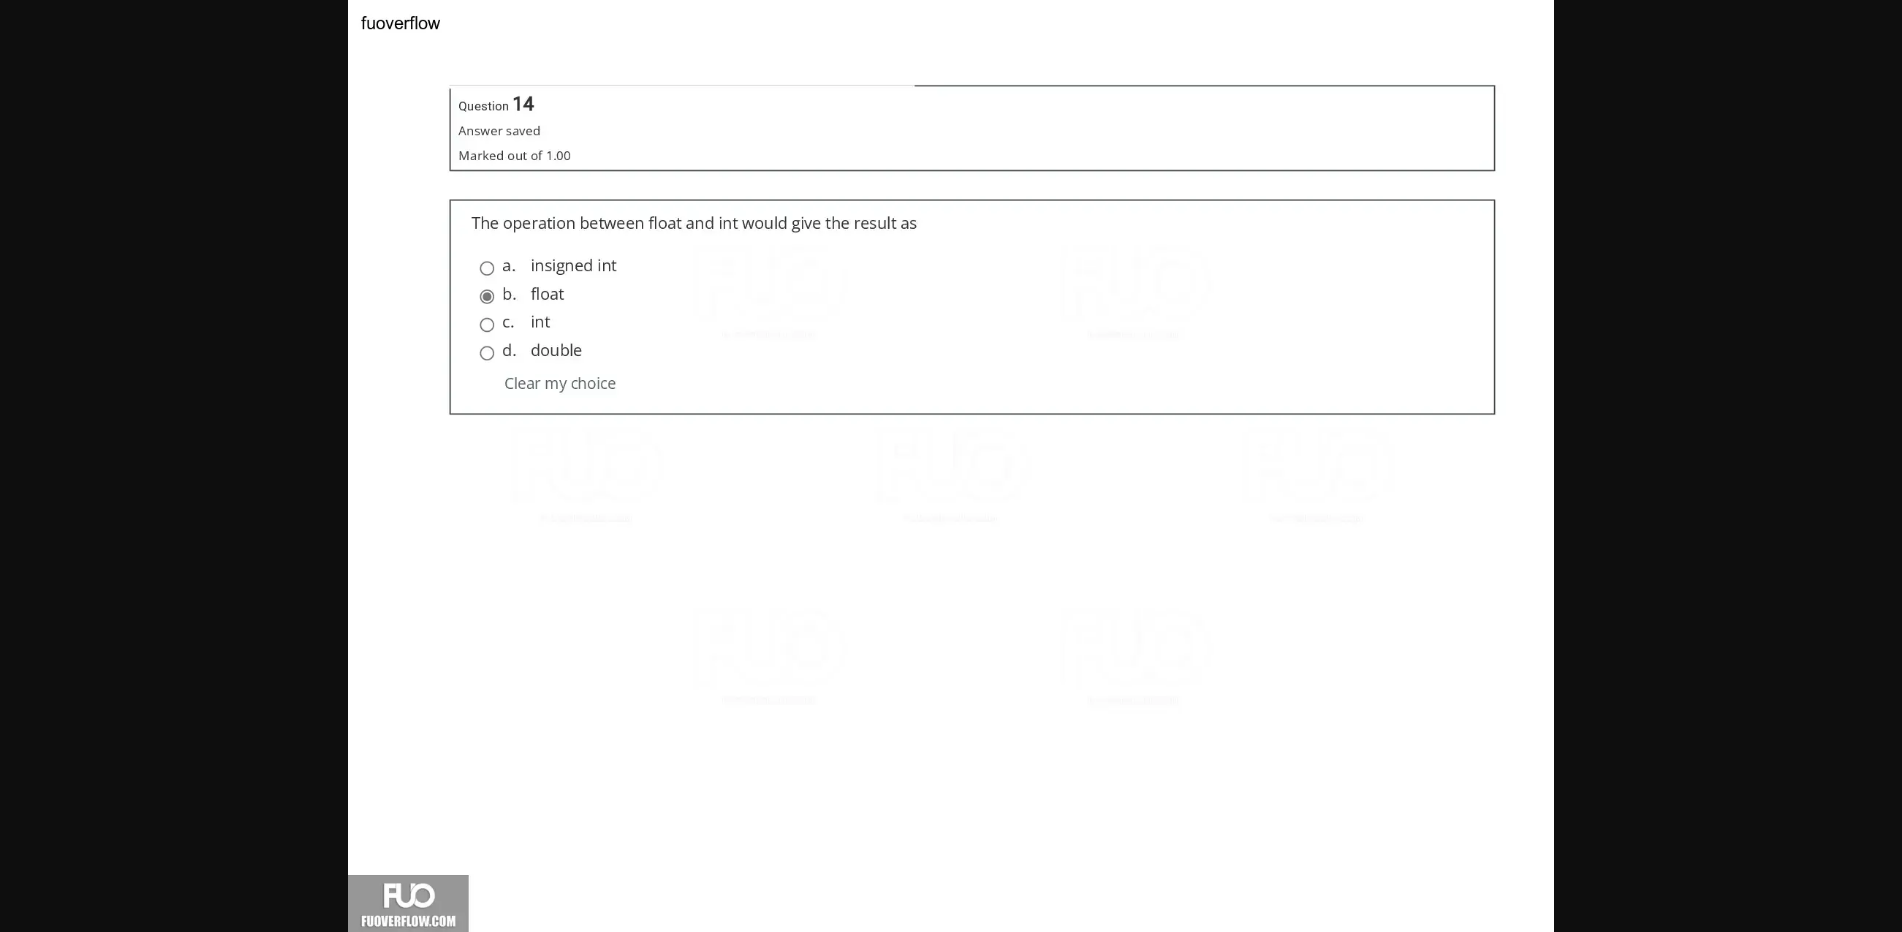 fuoverflow
Question 14
Answer saved
Marked out of 1.00
The operation between float and int would give the result as
a. insigned int
b. float
c. int
d. double
Clear my choice
FUO
FUOVERFLOW.COM